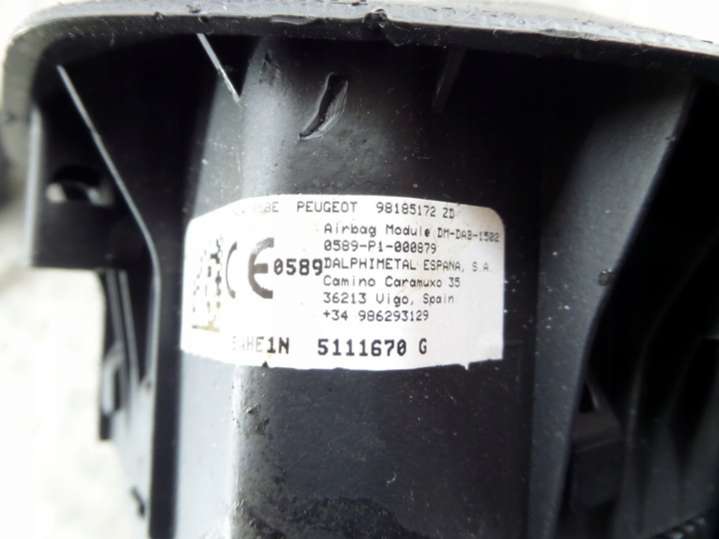 PEUGEOT 98185172 ZD
Airbag Module DM-DAB-1502
0589-P1-000879
CE 0589 DALPHIMETAL ESPANA, S.A.
Camino Caramuxo 35
36213 Vigo, Spain
+34 986293129
5111670 G